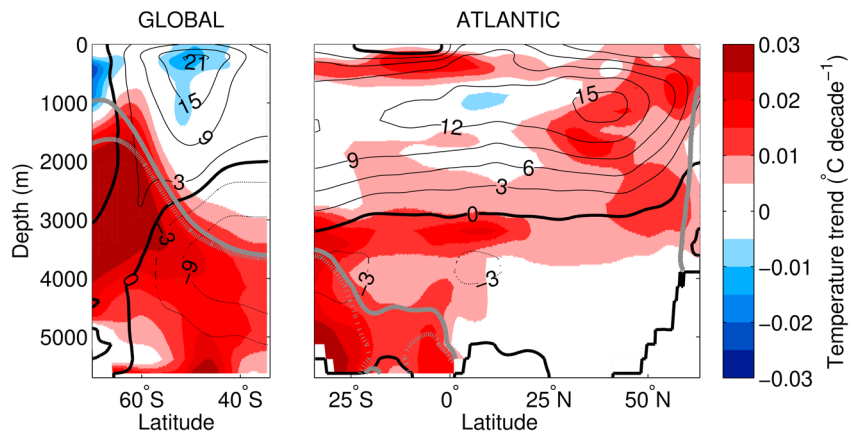 GLOBAL
ATLANTIC
0
1000
2000
3000
4000
5000
Depth (m)
21
15
9
3
−3
0
−9
60°S
40°S
Latitude
15
12
9
6
3
0
−3
−3
25°S
0°
25°N
50°N
Latitude
0.03
0.02
0.01
0
−0.01
−0.02
−0.03
Temperature trend (°C decade⁻¹)